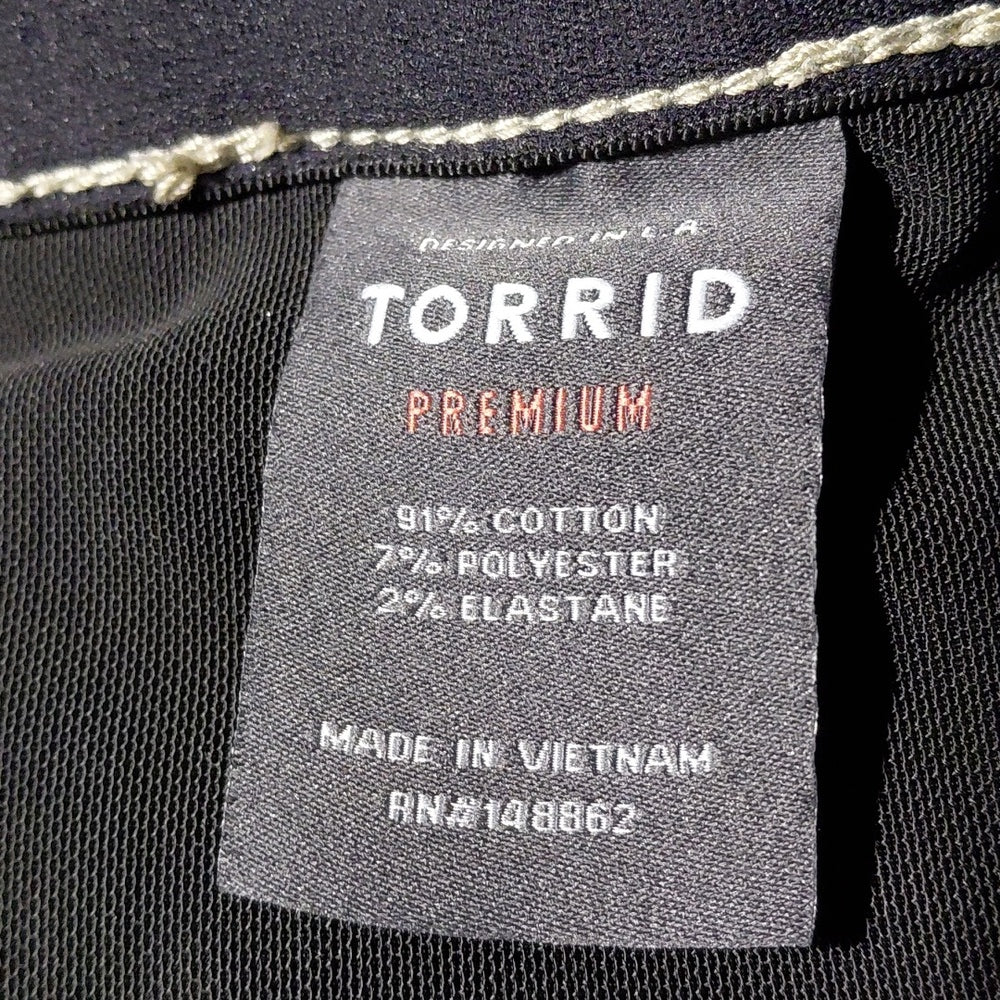 DESIGNED IN L.A.
TORRID
PREMIUM
91% COTTON
7% POLYESTER
2% ELASTANE
MADE IN VIETNAM
RN#148862